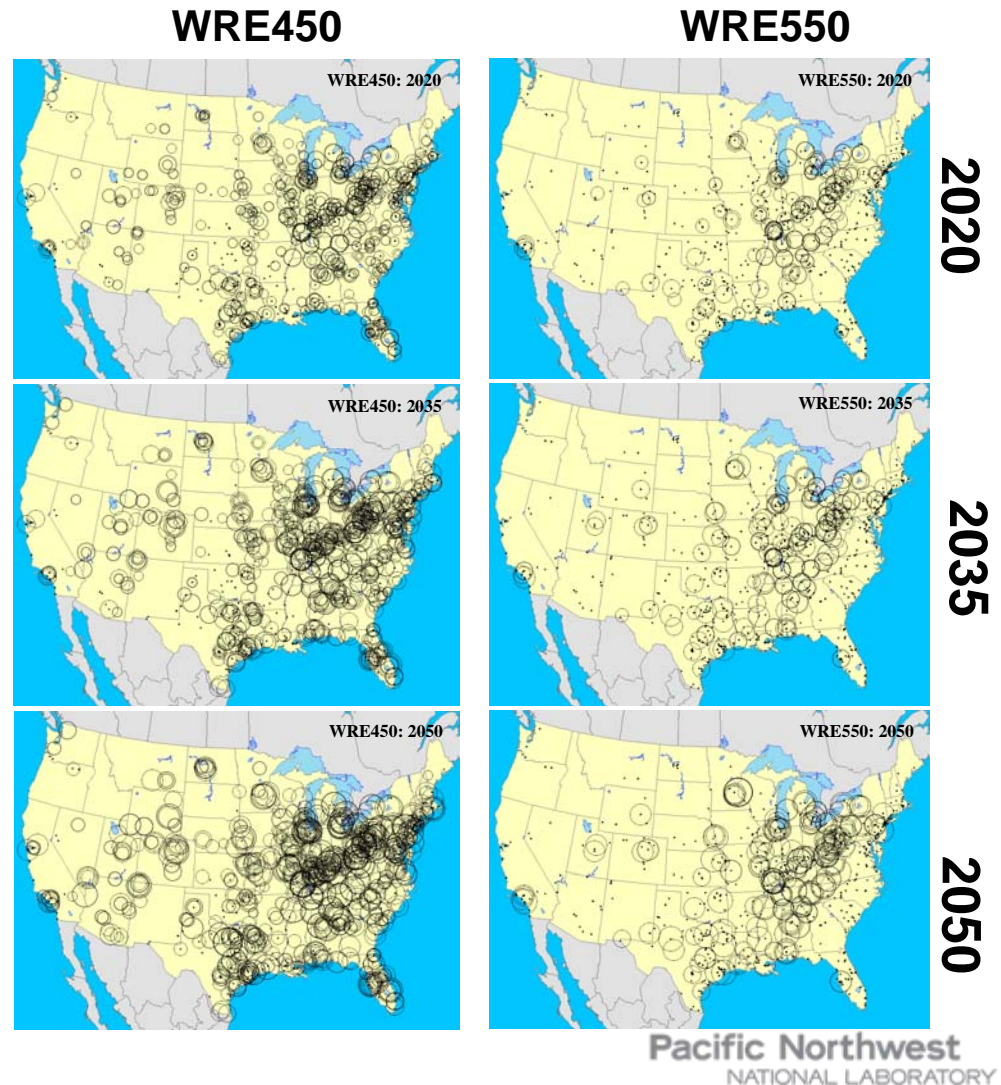 WRE450
WRE550
WRE450: 2020
WRE550: 2020
2020
WRE450: 2035
WRE550: 2035
2035
WRE450: 2050
WRE550: 2050
2050
Pacific Northwest
NATIONAL LABORATORY